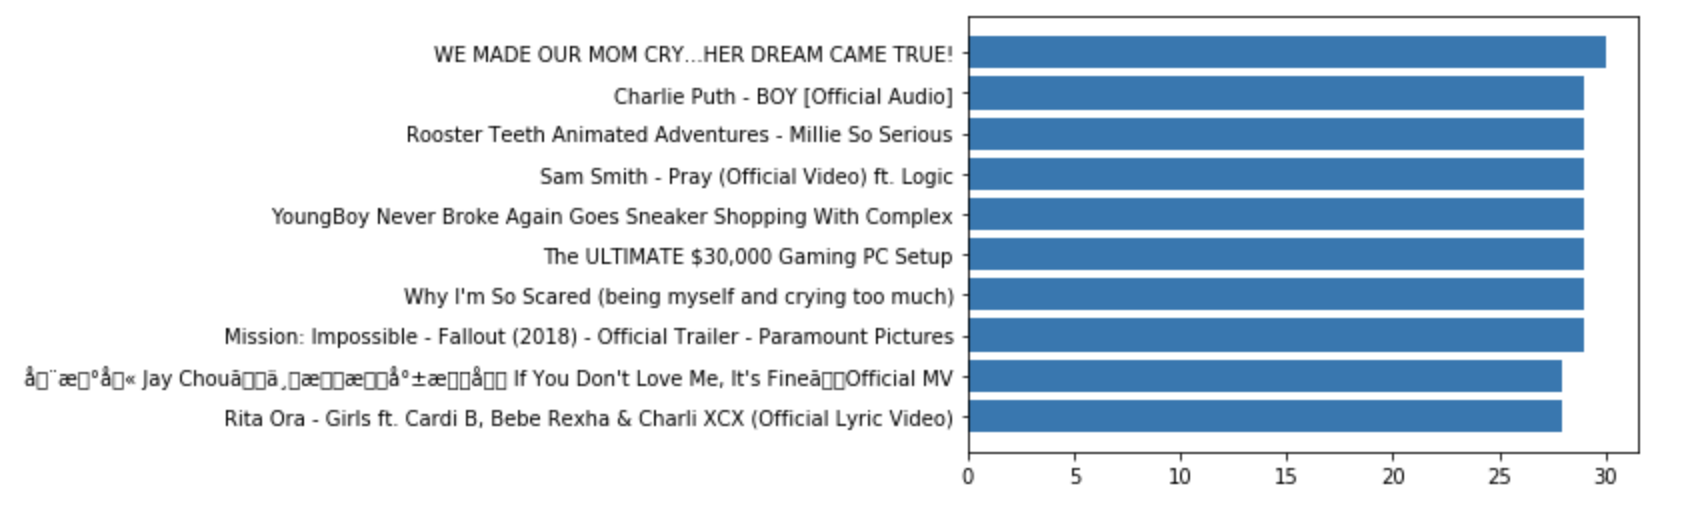 WE MADE OUR MOM CRY...HER DREAM CAME TRUE!
Charlie Puth - BOY [Official Audio]
Rooster Teeth Animated Adventures - Millie So Serious
Sam Smith - Pray (Official Video) ft. Logic
YoungBoy Never Broke Again Goes Sneaker Shopping With Complex
The ULTIMATE $30,000 Gaming PC Setup
Why I'm So Scared (being myself and crying too much)
Mission: Impossible - Fallout (2018) - Official Trailer - Paramount Pictures
Jay Chou If You Don't Love Me, It's Fine Official MV
Rita Ora - Girls ft. Cardi B, Bebe Rexha & Charli XCX (Official Lyric Video)
0 5 10 15 20 25 30